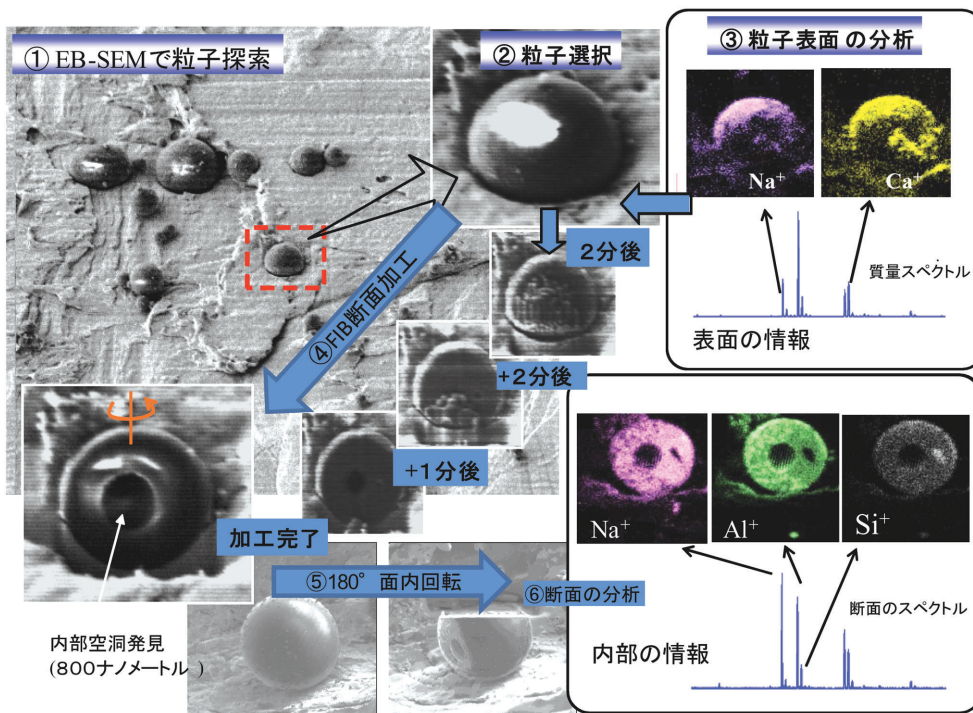 ① EB-SEMで粒子探索
② 粒子選択
③ 粒子表面の分析
Na⁺
Ca⁺
質量スペクトル
表面の情報
2分後
④FIB断面加工
+2分後
+1分後
加工完了
内部空洞発見
(800ナノメートル )
⑤180° 面内回転
⑥断面の分析
Na⁺
Al⁺
Si⁺
断面のスペクトル
内部の情報